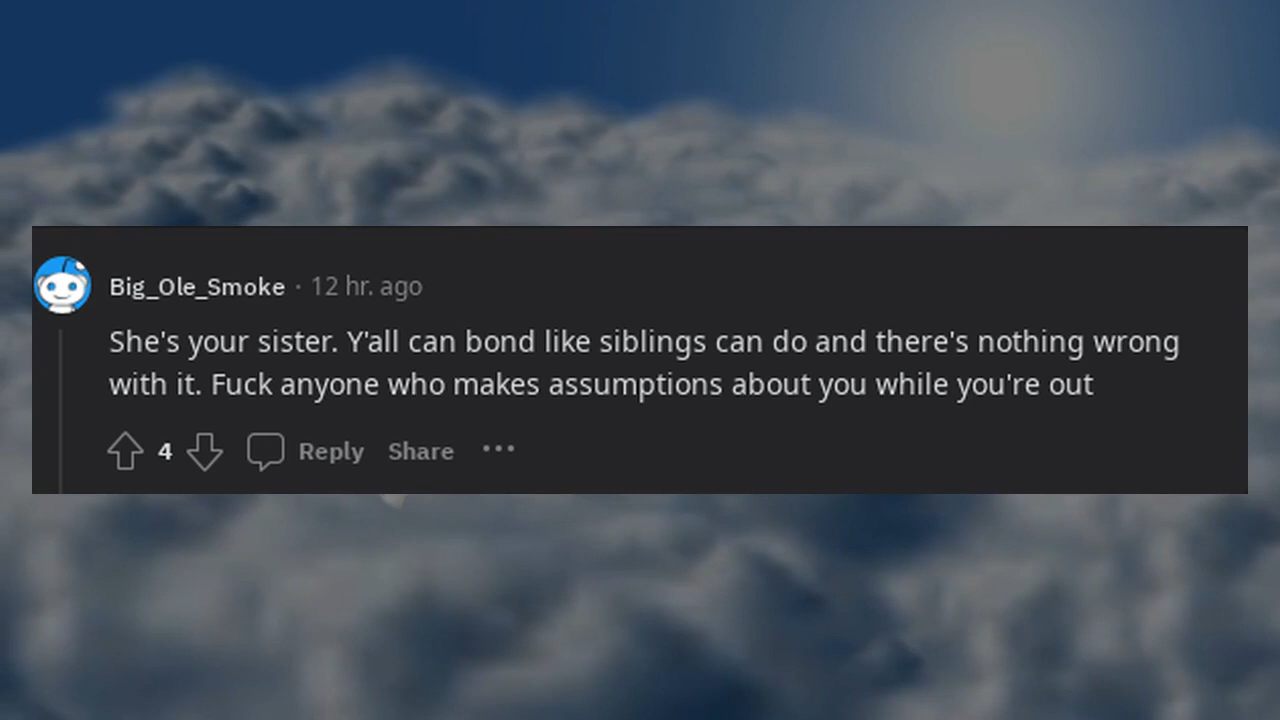 Big_Ole_Smoke · 12 hr. ago
She's your sister. Y'all can bond like siblings can do and there's nothing wrong
with it. Fuck anyone who makes assumptions about you while you're out
4 Reply Share ···